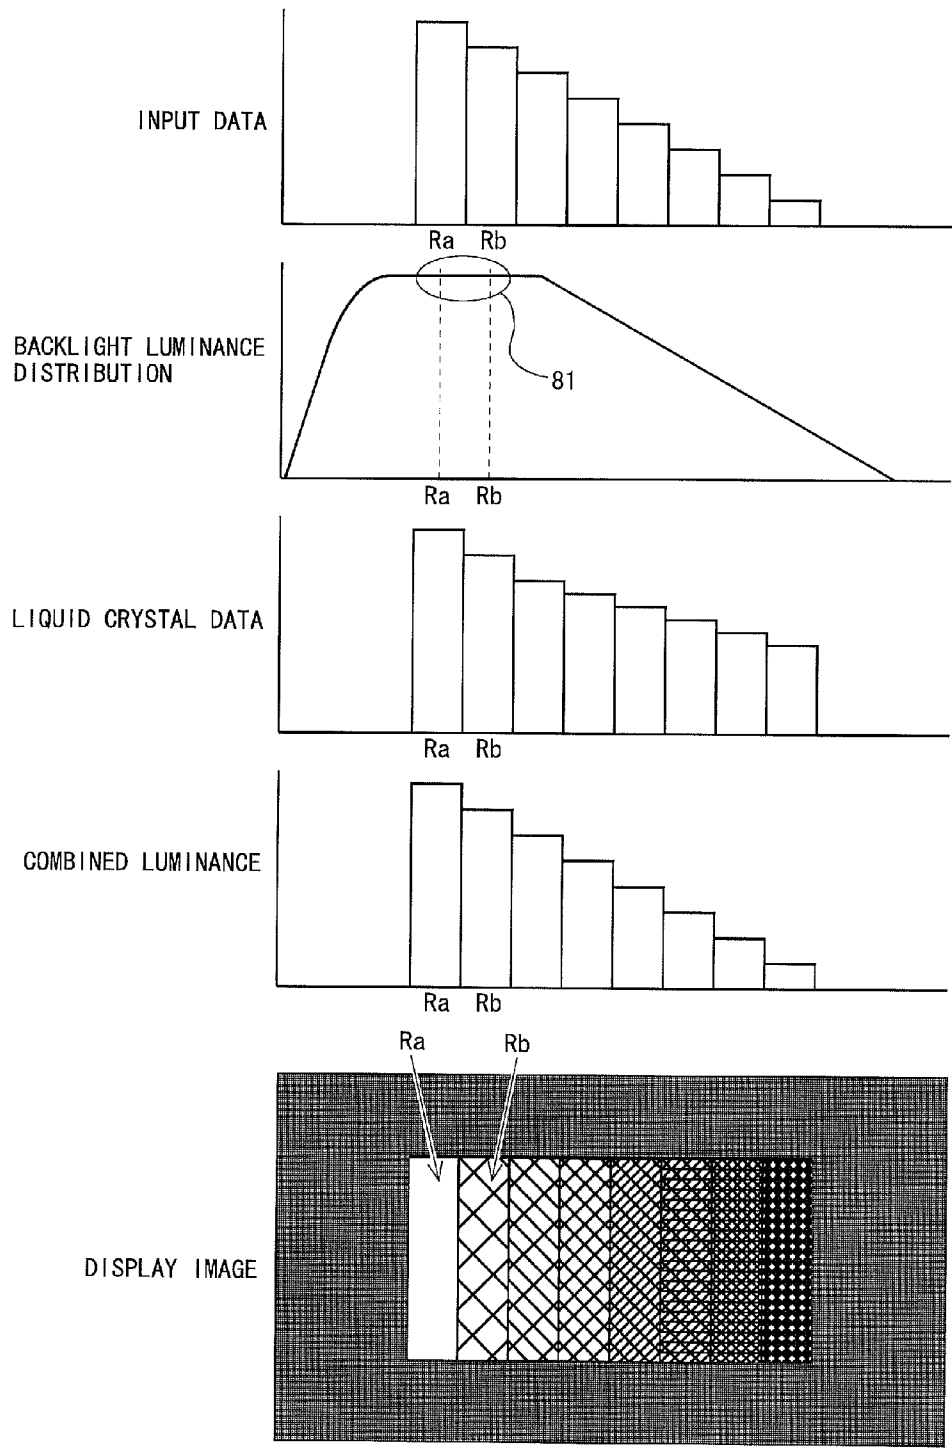 INPUT DATA
Ra Rb
BACKLIGHT LUMINANCE
DISTRIBUTION
81
Ra Rb
LIQUID CRYSTAL DATA
Ra Rb
COMBINED LUMINANCE
Ra Rb
Ra Rb
DISPLAY IMAGE